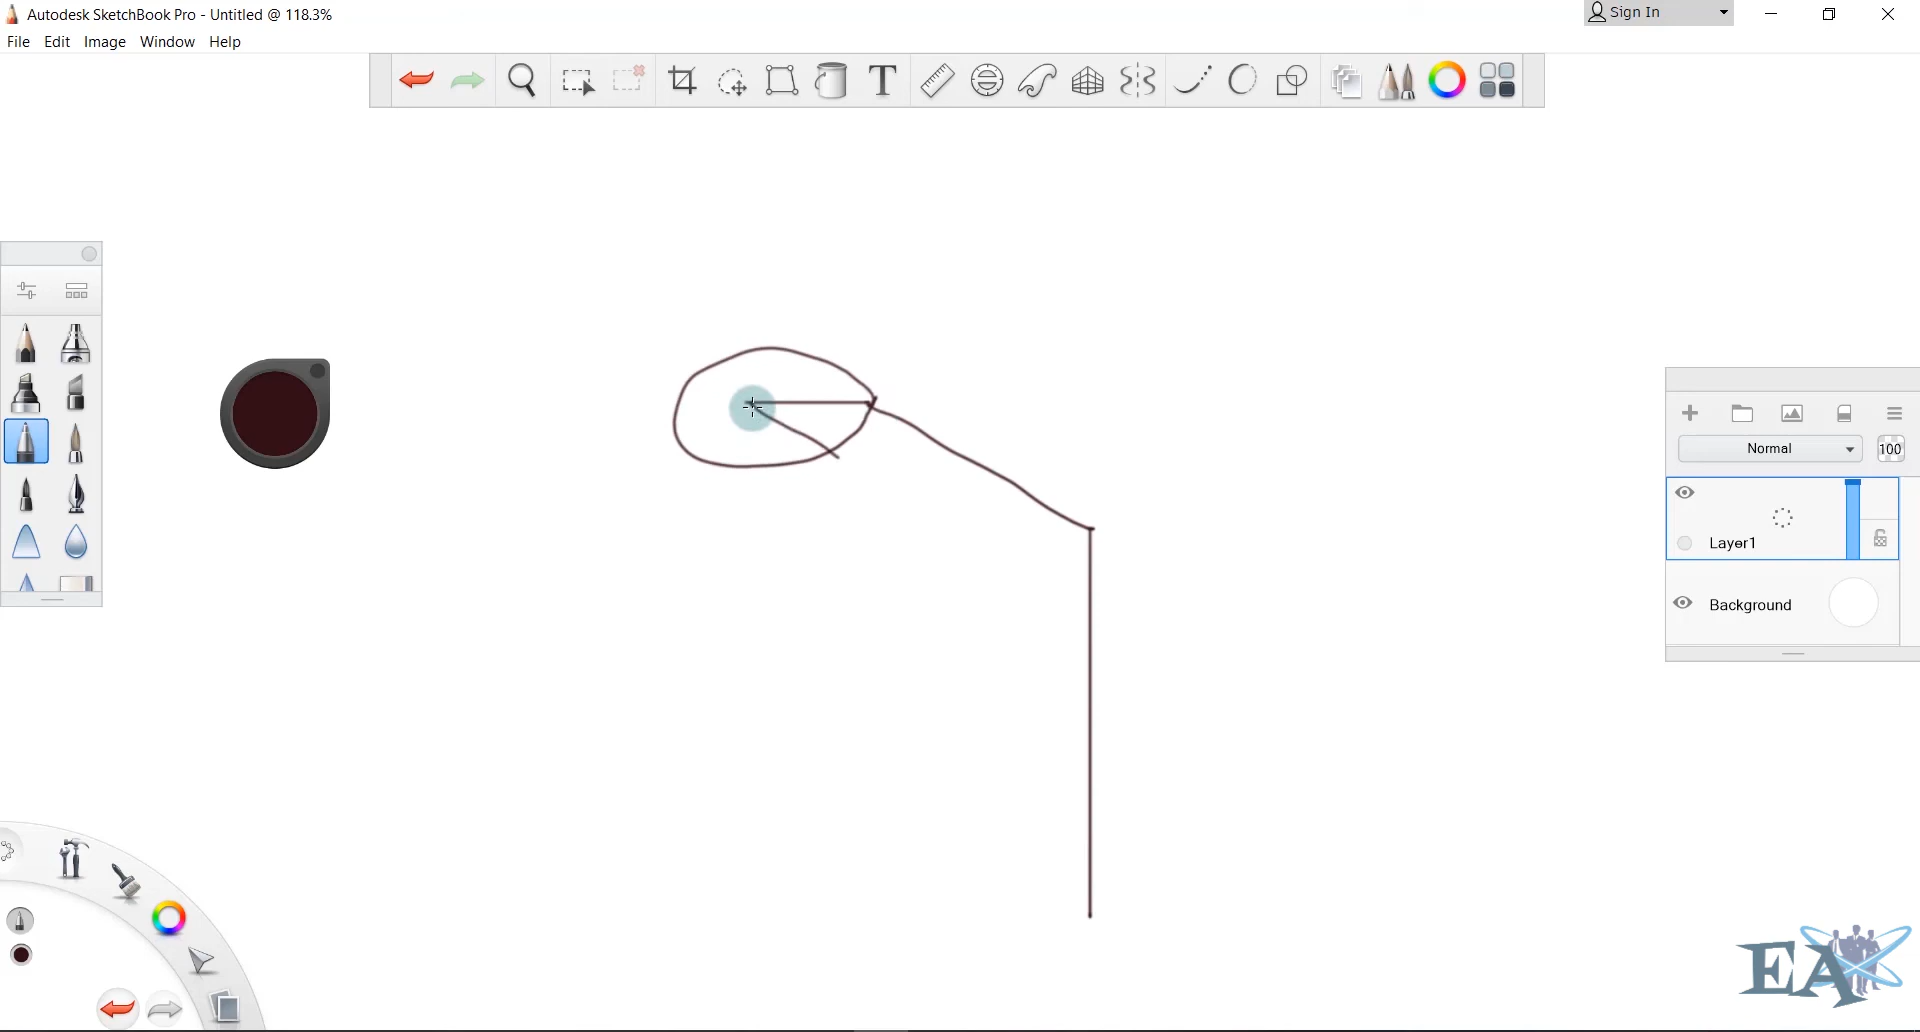 Autodesk SketchBook Pro - Untitled @ 118.3%
Sign In
File Edit Image Window Help
T
Normal
100
Layer1
Background
EA